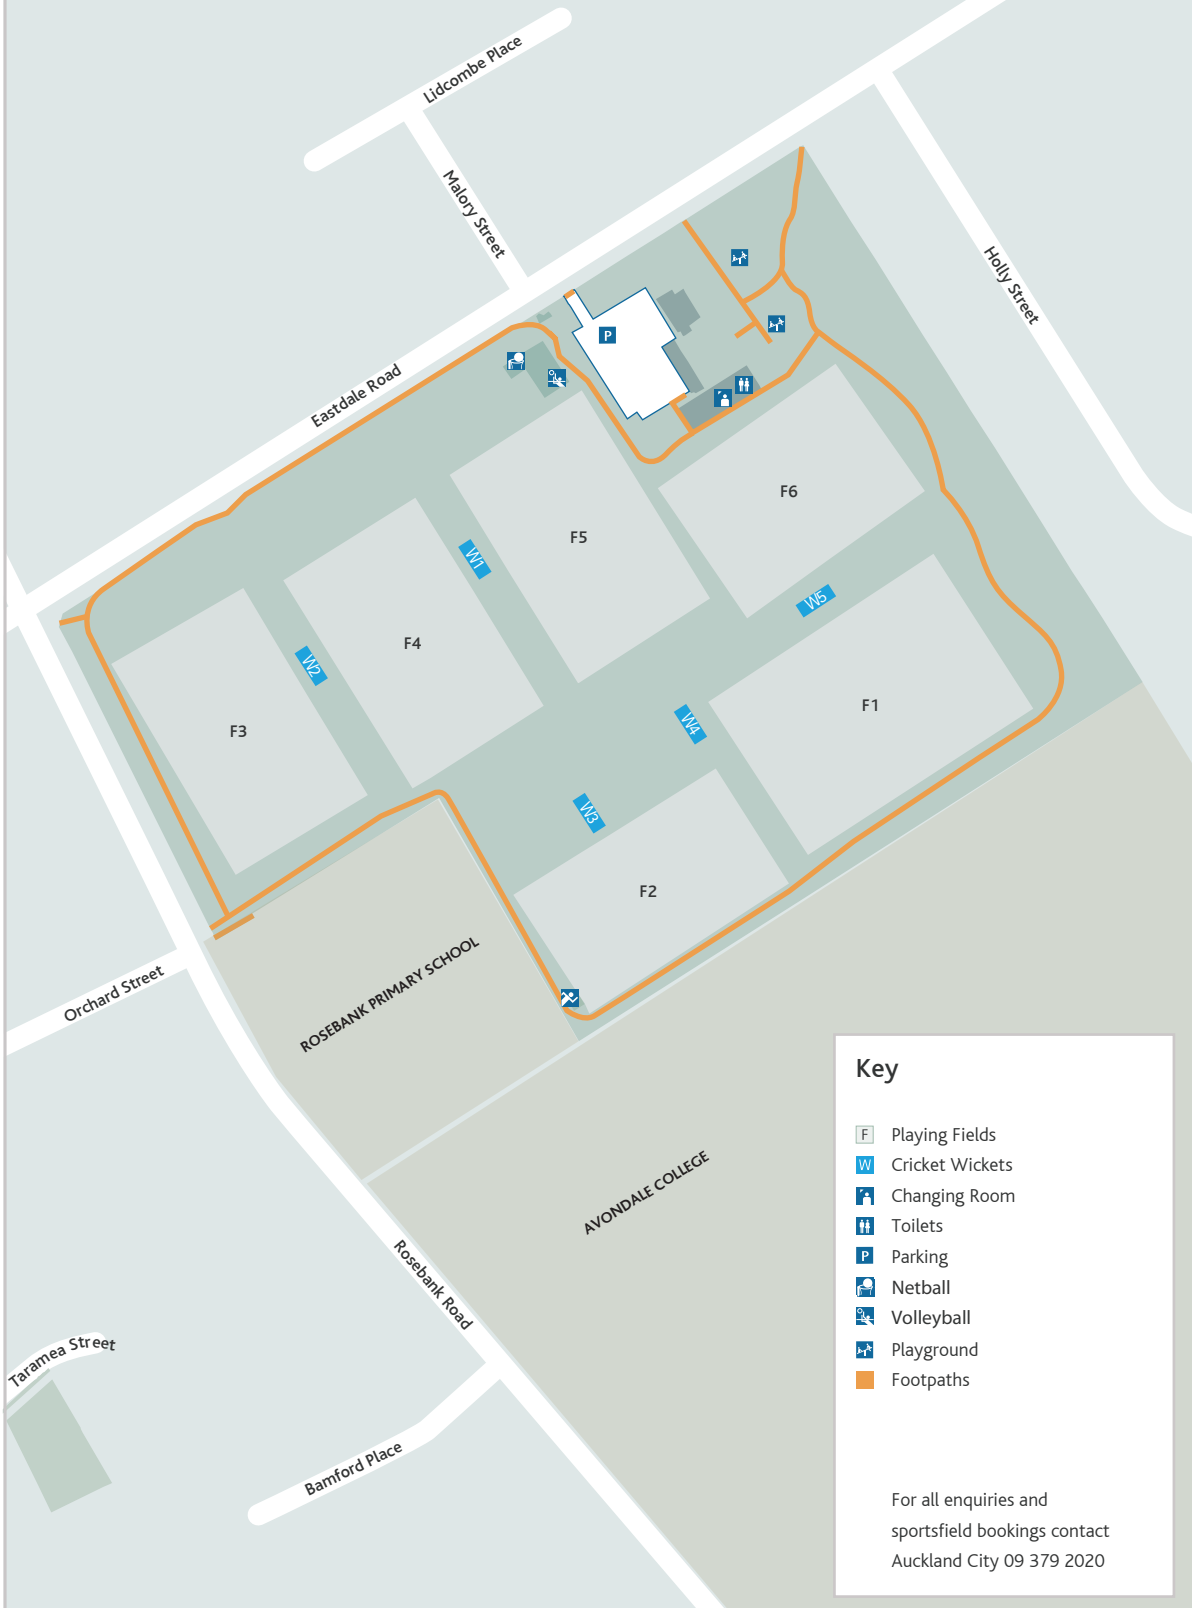 Lidcombe Place
Malory Street
Holly Street
P
Eastdale Road
F6
F5
W1
W5
F4
W2
F1
W4
F3
W3
F2
ROSEBANK PRIMARY SCHOOL
Orchard Street
AVONDALE COLLEGE
Rosebank Road
Taramea Street
Bamford Place
Key
F Playing Fields
W Cricket Wickets
Changing Room
Toilets
P Parking
Netball
Volleyball
Playground
Footpaths
For all enquiries and
sportsfield bookings contact
Auckland City 09 379 2020